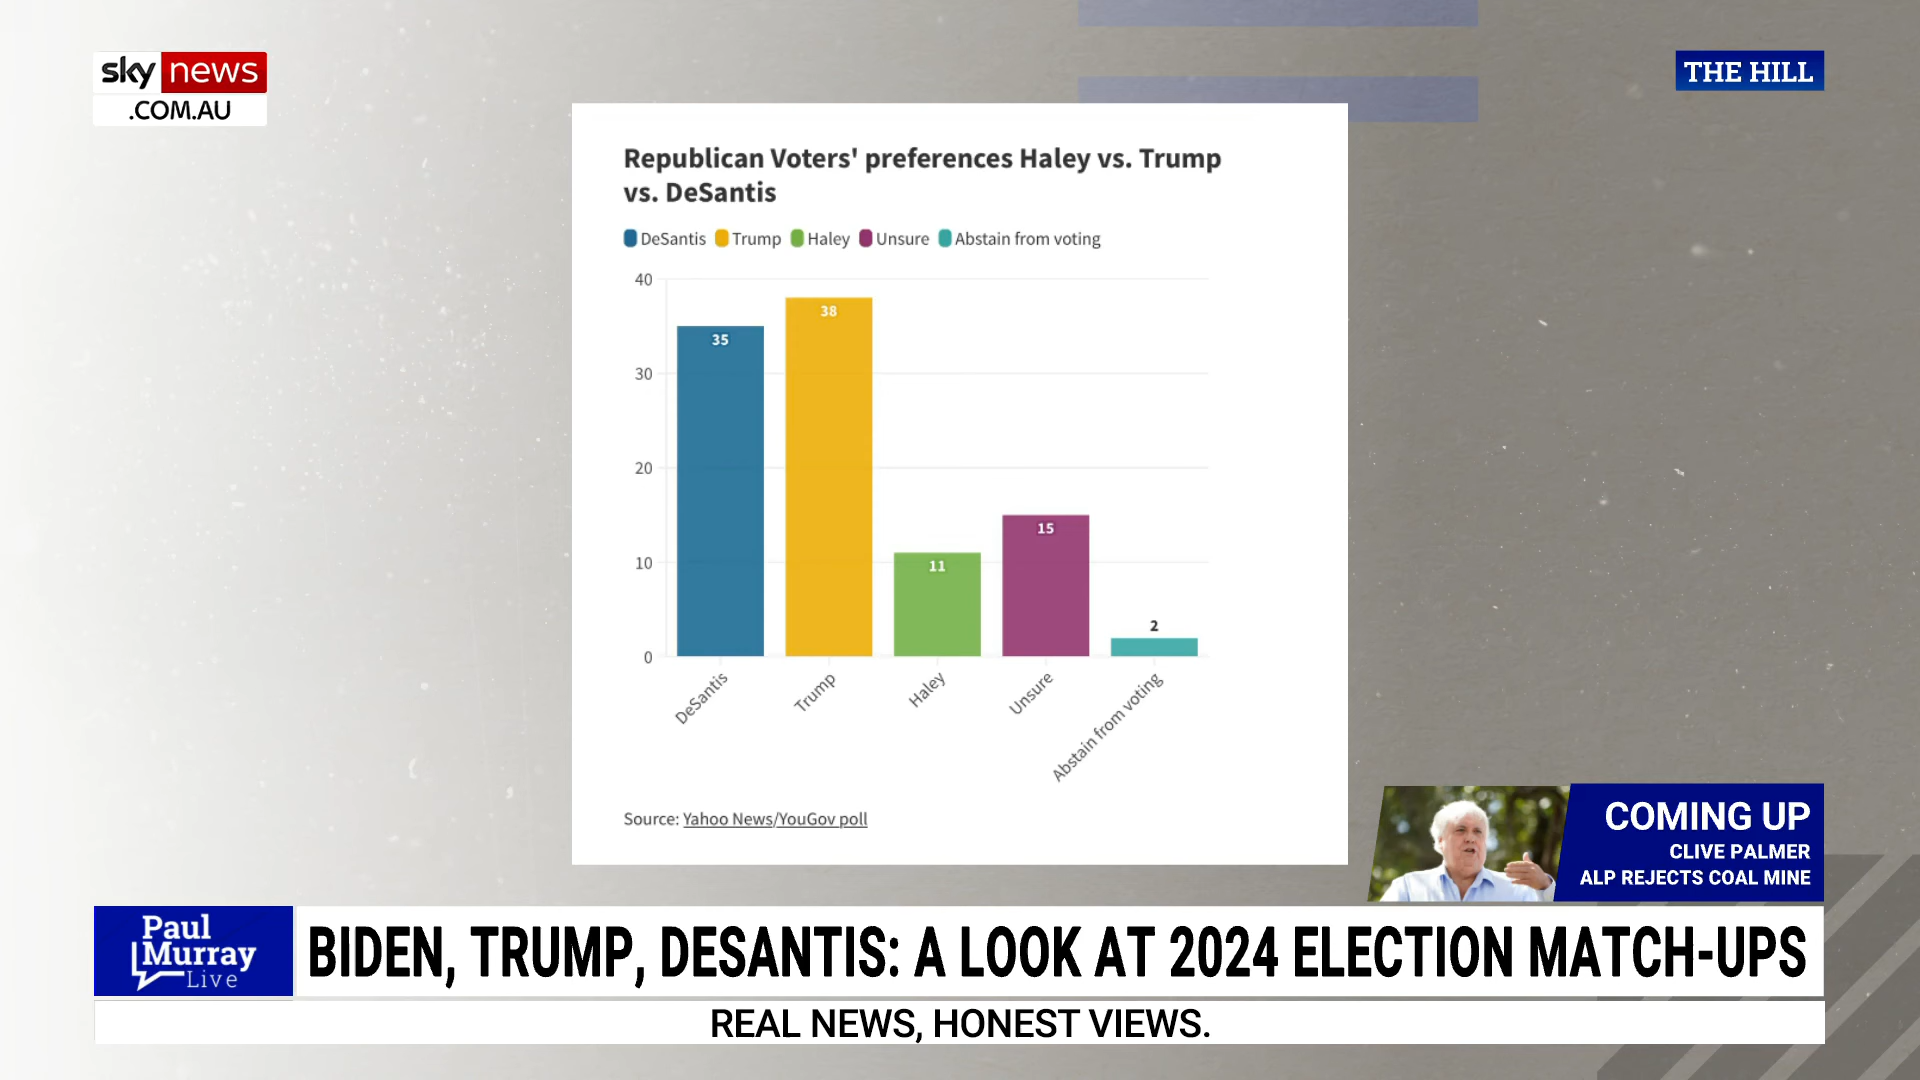 sky news
.COM.AU
THE HILL
Republican Voters' preferences Haley vs. Trump
vs. DeSantis
DeSantis Trump Haley Unsure Abstain from voting
40
30
20
10
0
35
38
11
15
2
DeSantis
Trump
Haley
Unsure
Abstain from voting
Source: Yahoo News/YouGov poll
COMING UP
CLIVE PALMER
ALP REJECTS COAL MINE
Paul
Murray
Live
BIDEN, TRUMP, DESANTIS: A LOOK AT 2024 ELECTION MATCH-UPS
REAL NEWS, HONEST VIEWS.